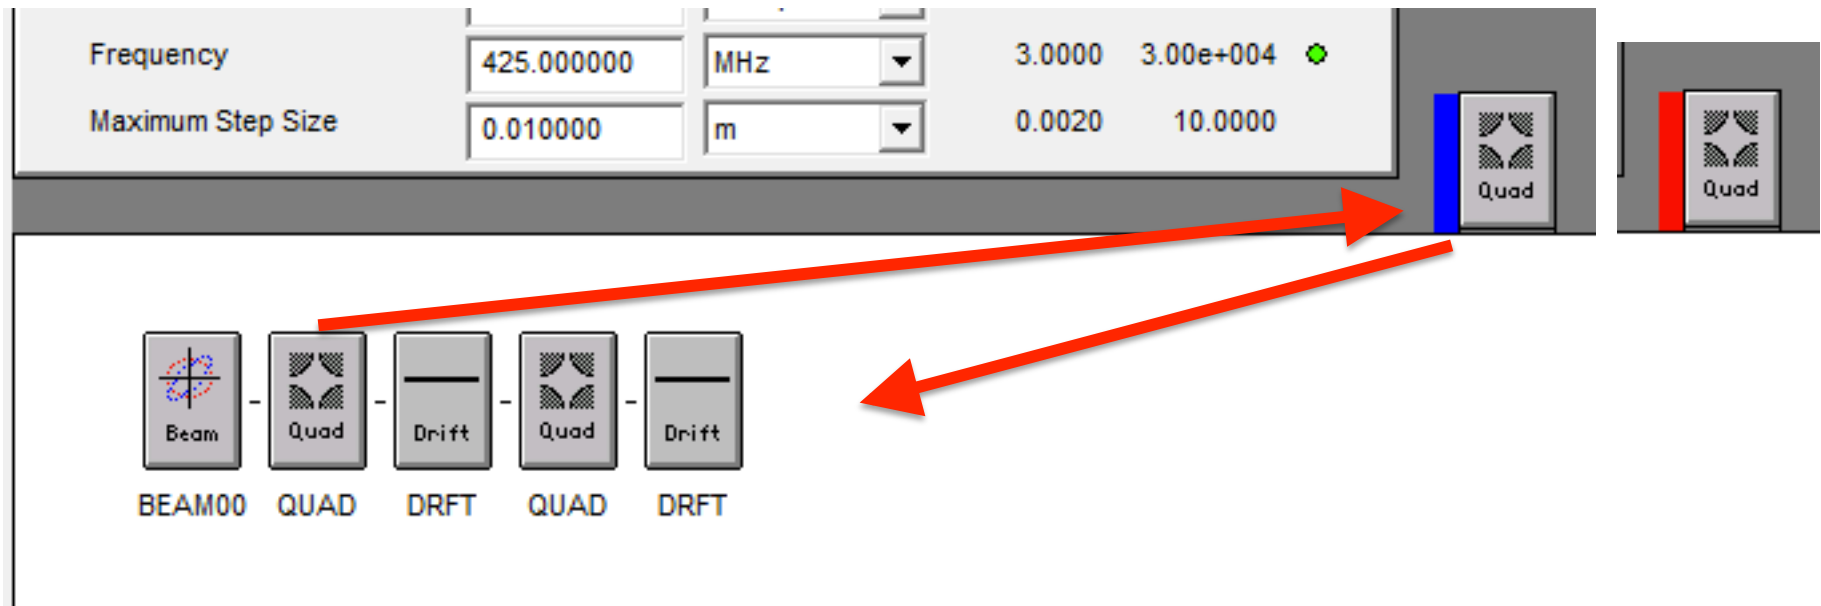 Frequency 425.000000 MHz 3.0000 3.00e+004
Maximum Step Size 0.010000 m 0.0020 10.0000
Quad Quad
Beam Quad Drift Quad Drift
BEAM00 QUAD DRFT QUAD DRFT